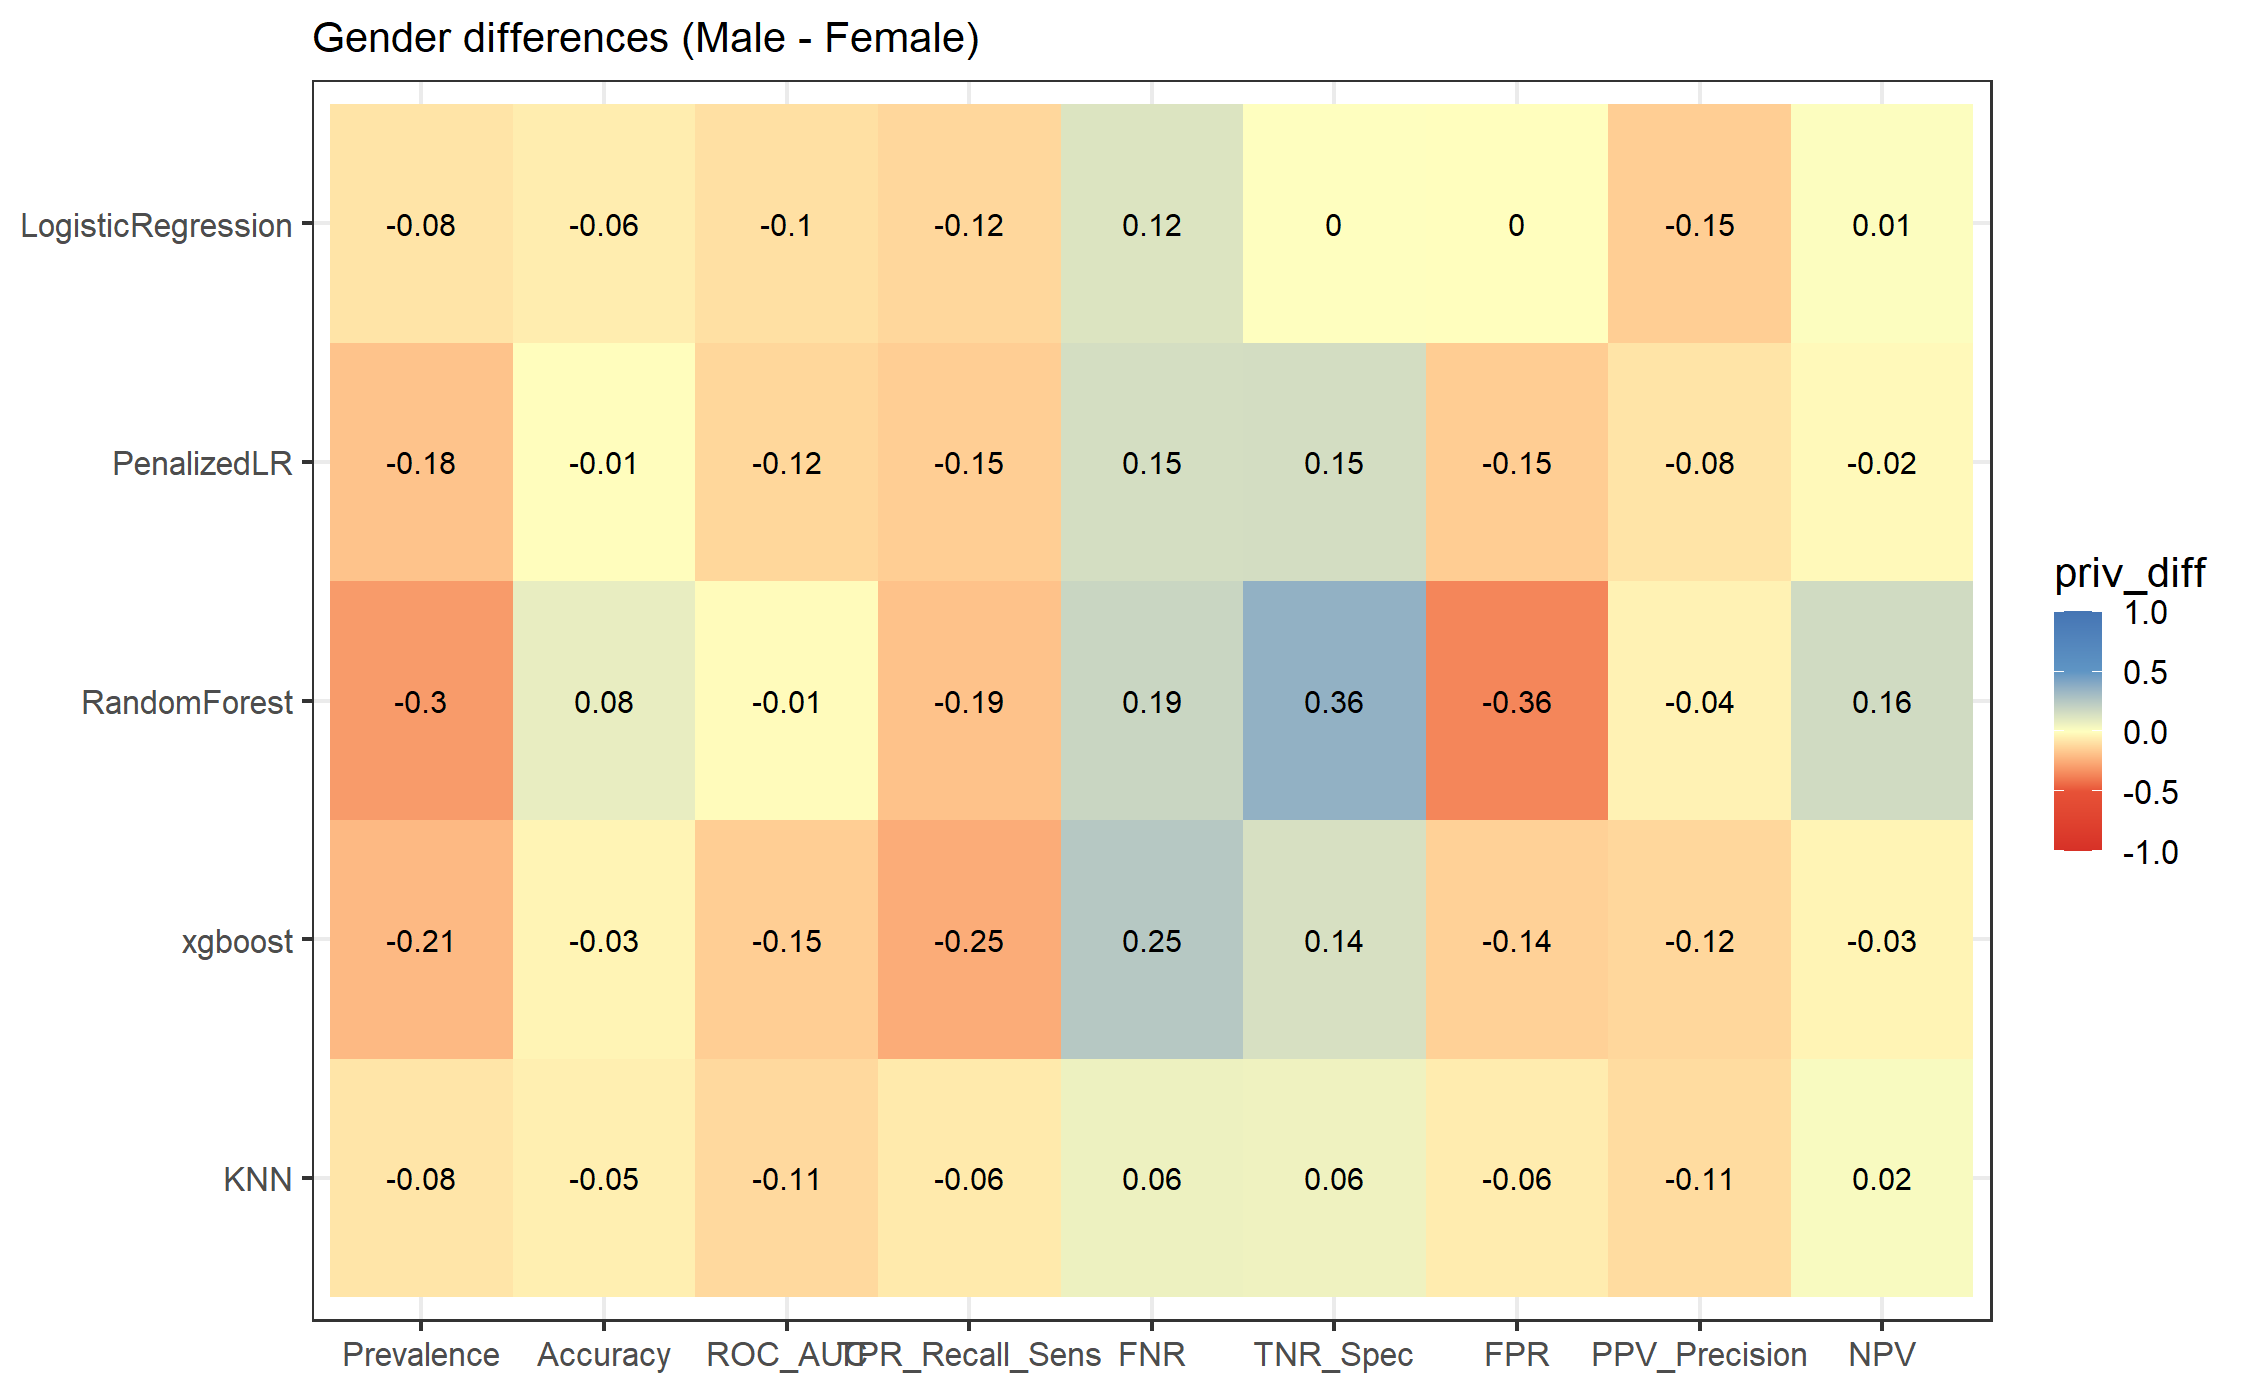 Gender differences (Male - Female)
LogisticRegression -0.08 -0.06 -0.1 -0.12 0.12 0 0 -0.15 0.01
PenalizedLR -0.18 -0.01 -0.12 -0.15 0.15 0.15 -0.15 -0.08 -0.02
RandomForest -0.3 0.08 -0.01 -0.19 0.19 0.36 -0.36 -0.04 0.16
xgboost -0.21 -0.03 -0.15 -0.25 0.25 0.14 -0.14 -0.12 -0.03
KNN -0.08 -0.05 -0.11 -0.06 0.06 0.06 -0.06 -0.11 0.02
Prevalence Accuracy ROC_AUC TPR_Recall_Sens FNR TNR_Spec FPR PPV_Precision NPV
priv_diff
1.0
0.5
0.0
-0.5
-1.0